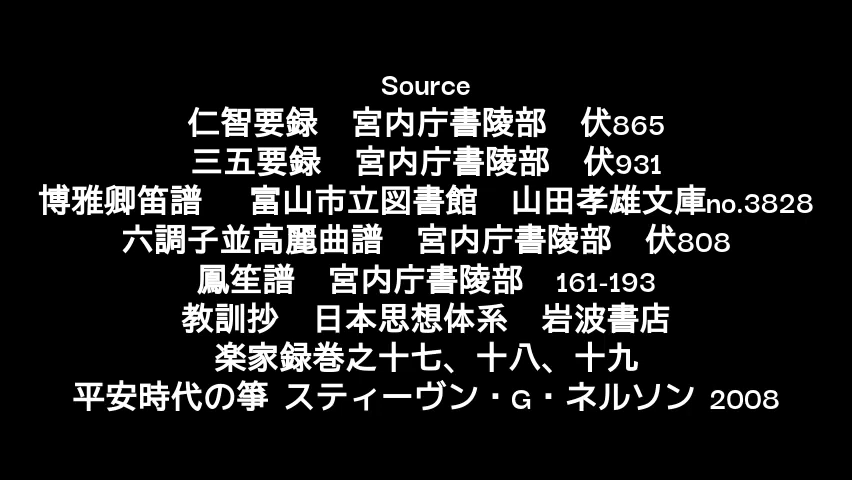 Source
仁智要録　宮内庁書陵部　伏865
三五要録　宮内庁書陵部　伏931
博雅卿笛譜　富山市立図書館　山田孝雄文庫no.3828
六調子並高麗曲譜　宮内庁書陵部　伏808
鳳笙譜　宮内庁書陵部　161-193
教訓抄　日本思想体系　岩波書店
楽家録巻之十七、十八、十九
平安時代の箏 スティーヴン・G・ネルソン 2008